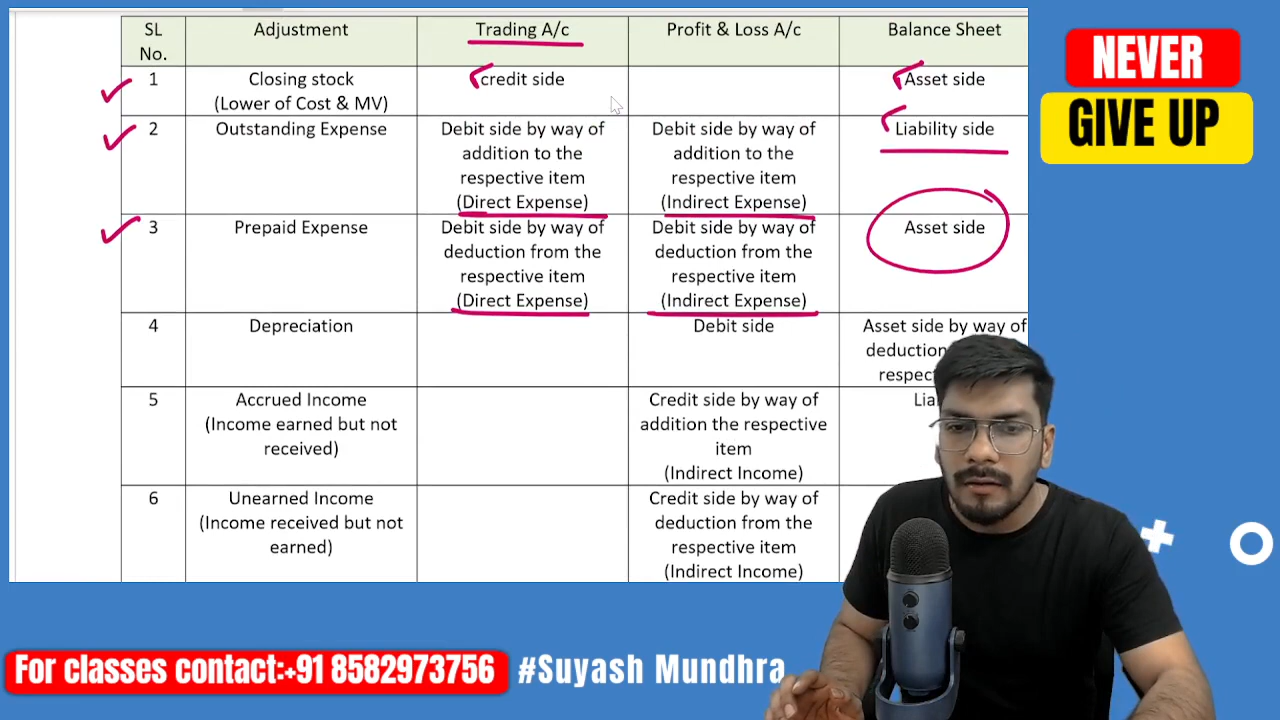 SL No.
Adjustment
Trading A/c
Profit & Loss A/c
Balance Sheet
1
Closing stock
(Lower of Cost & MV)
credit side
Asset side
2
Outstanding Expense
Debit side by way of
addition to the
respective item
(Direct Expense)
Debit side by way of
addition to the
respective item
(Indirect Expense)
Liability side
3
Prepaid Expense
Debit side by way of
deduction from the
respective item
(Direct Expense)
Debit side by way of
deduction from the
respective item
(Indirect Expense)
Asset side
4
Depreciation
Debit side
Asset side by way of
deduction
5
Accrued Income
(Income earned but not
received)
Credit side by way of
addition the respective
item
(Indirect Income)
6
Unearned Income
(Income received but not
earned)
Credit side by way of
deduction from the
respective item
(Indirect Income)
NEVER
GIVE UP
For classes contact:+91 8582973756
#Suyash Mundhra